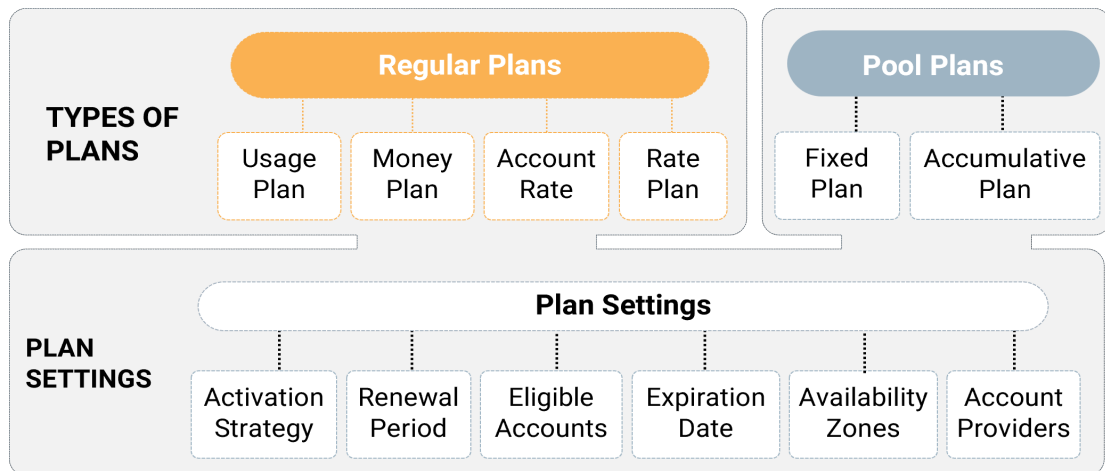 Regular Plans
Pool Plans
TYPES OF
PLANS
Usage
Plan
Money
Plan
Account
Rate
Rate
Plan
Fixed
Plan
Accumulative
Plan
Plan Settings
PLAN
SETTINGS
Activation
Strategy
Renewal
Period
Eligible
Accounts
Expiration
Date
Availability
Zones
Account
Providers